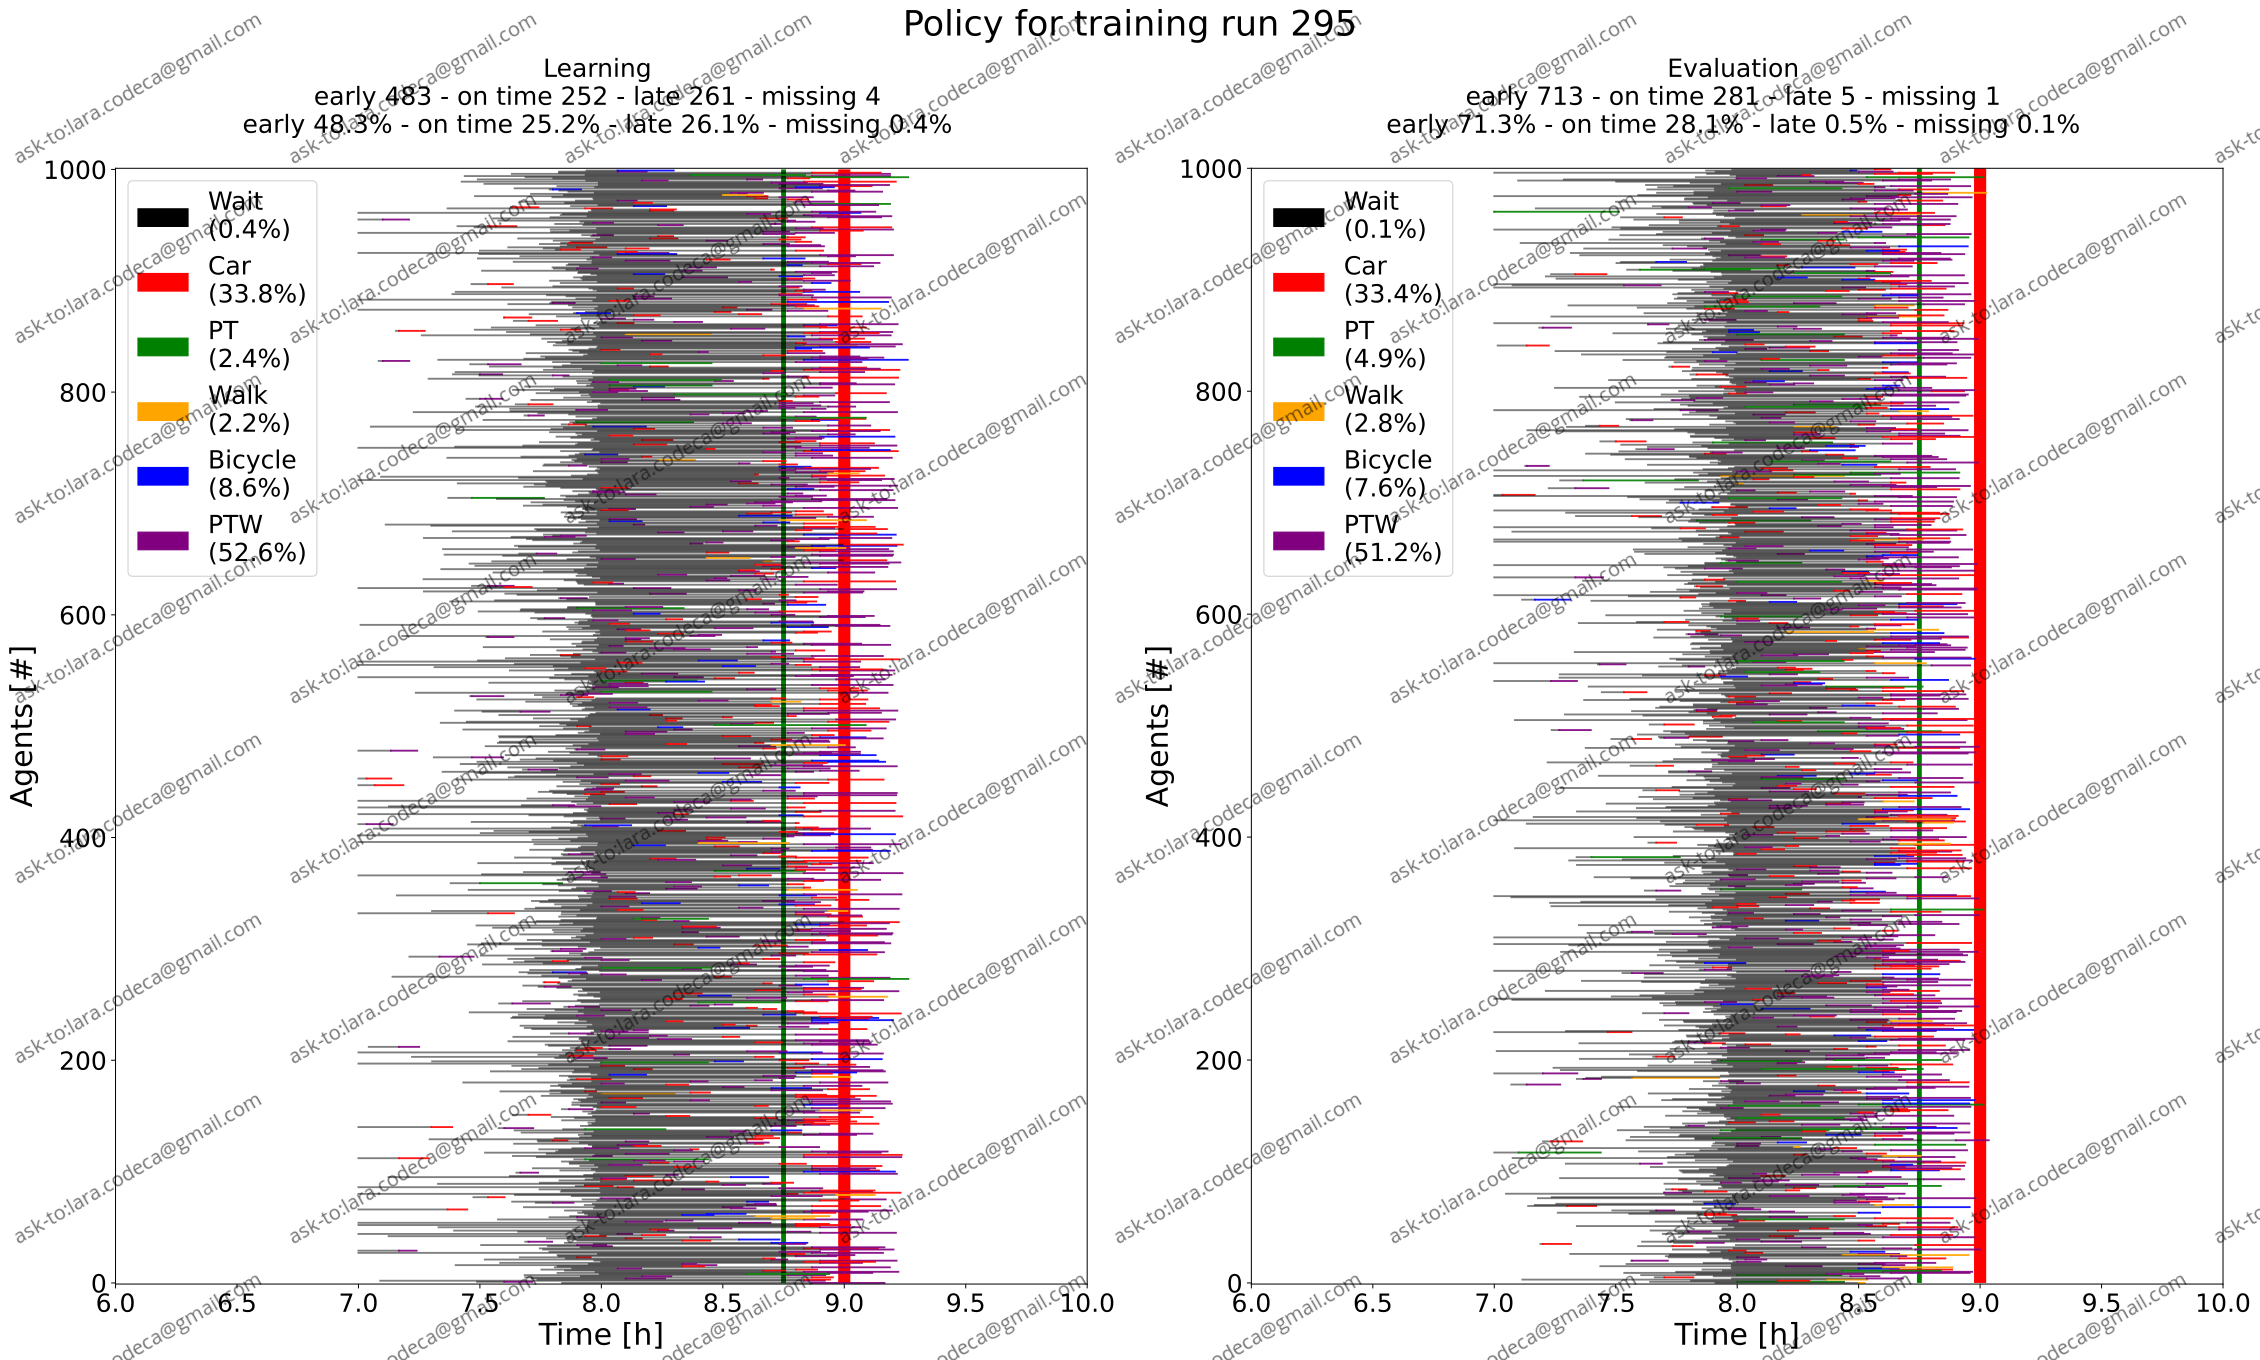 Policy for training run 295
Learning
early 483 - on time 252 - late 261 - missing 4
early 48.3% - on time 25.2% - late 26.1% - missing 0.4%
Wait
(0.4%)
Car
(33.8%)
PT
(2.4%)
Walk
(2.2%)
Bicycle
(8.6%)
PTW
(52.6%)
Agents [#]
1000
800
600
400
200
0
6.0 6.5 7.0 7.5 8.0 8.5 9.0 9.5 10.0
Time [h]
Evaluation
early 713 - on time 281 - late 5 - missing 1
early 71.3% - on time 28.1% - late 0.5% - missing 0.1%
Wait
(0.1%)
Car
(33.4%)
PT
(4.9%)
Walk
(2.8%)
Bicycle
(7.6%)
PTW
(51.2%)
Agents [#]
1000
800
600
400
200
0
6.0 6.5 7.0 7.5 8.0 8.5 9.0 9.5 10.0
Time [h]
ask-to:lara.codeca@gmail.com